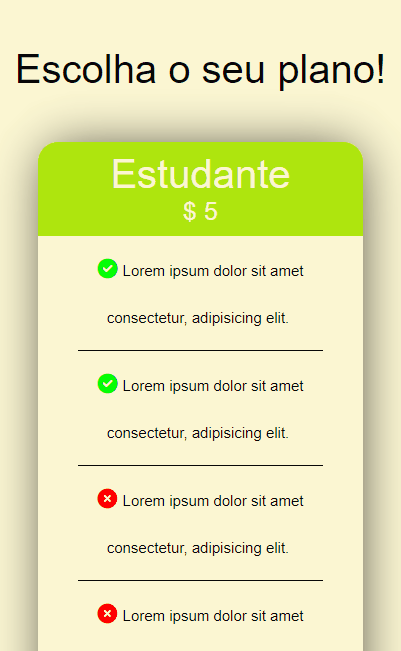 Escolha o seu plano!
Estudante
$ 5
Lorem ipsum dolor sit amet
consectetur, adipisicing elit.
Lorem ipsum dolor sit amet
consectetur, adipisicing elit.
Lorem ipsum dolor sit amet
consectetur, adipisicing elit.
Lorem ipsum dolor sit amet